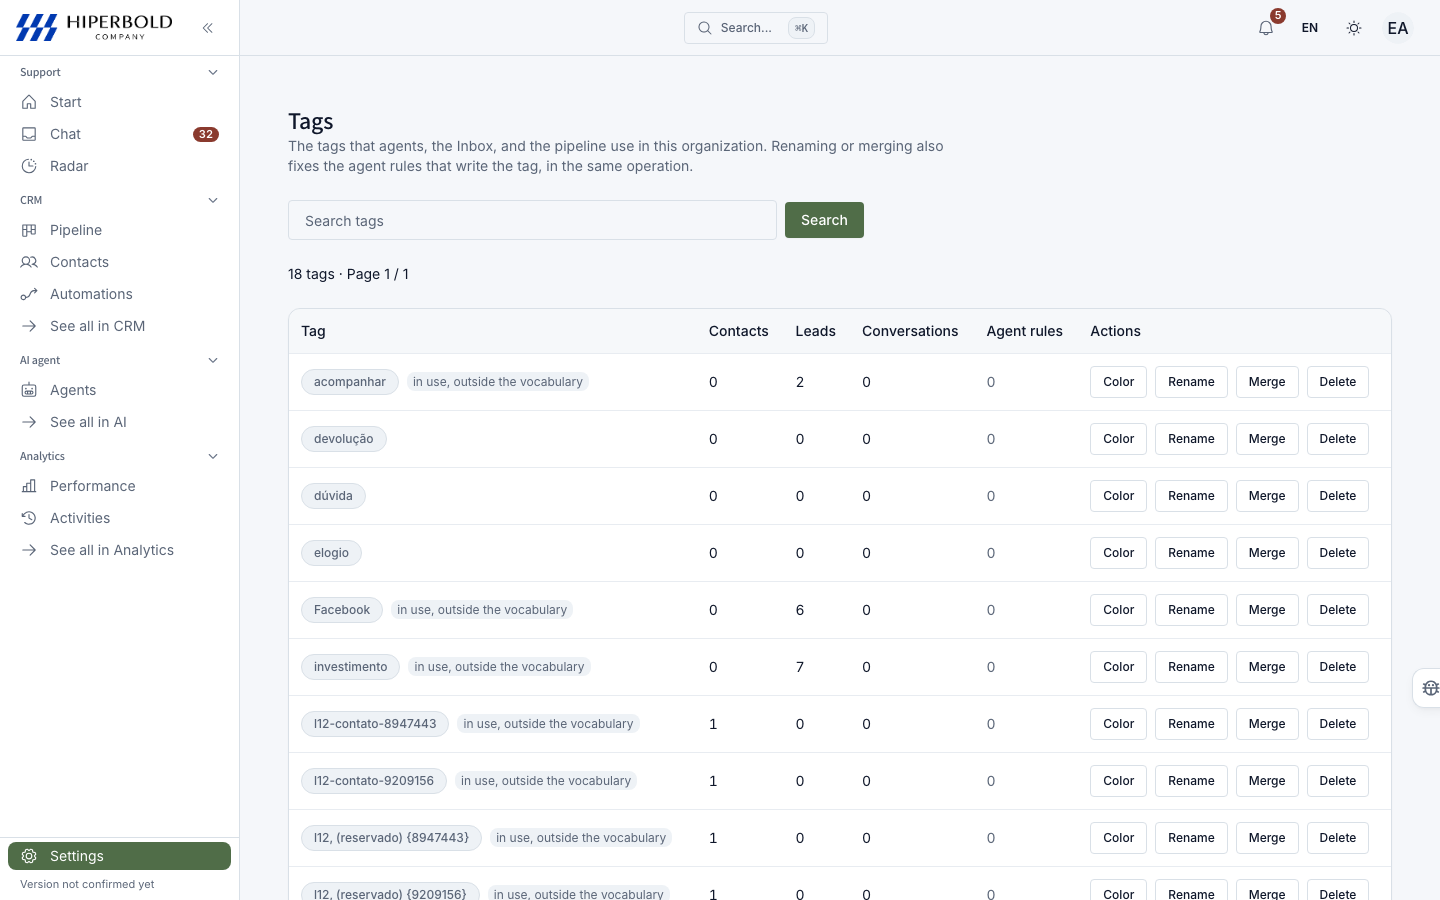 HIPERBOLD
COMPANY
Search...
⌘K
5
EN
EA
Support
Start
Chat
32
Radar
CRM
Pipeline
Contacts
Automations
See all in CRM
AI agent
Agents
See all in AI
Analytics
Performance
Activities
See all in Analytics
Settings
Version not confirmed yet
Tags
The tags that agents, the Inbox, and the pipeline use in this organization. Renaming or merging also
fixes the agent rules that write the tag, in the same operation.
Search tags
Search
18 tags · Page 1 / 1
Tag Contacts Leads Conversations Agent rules Actions
acompanhar in use, outside the vocabulary 0 2 0 0 Color Rename Merge Delete
devolução 0 0 0 0 Color Rename Merge Delete
dúvida 0 0 0 0 Color Rename Merge Delete
elogio 0 0 0 0 Color Rename Merge Delete
Facebook in use, outside the vocabulary 0 6 0 0 Color Rename Merge Delete
investimento in use, outside the vocabulary 0 7 0 0 Color Rename Merge Delete
l12-contato-8947443 in use, outside the vocabulary 1 0 0 0 Color Rename Merge Delete
l12-contato-9209156 in use, outside the vocabulary 1 0 0 0 Color Rename Merge Delete
l12, (reservado) {8947443} in use, outside the vocabulary 1 0 0 0 Color Rename Merge Delete
l12, (reservado) {9209156} in use, outside the vocabulary 1 0 0 0 Color Rename Merge Delete